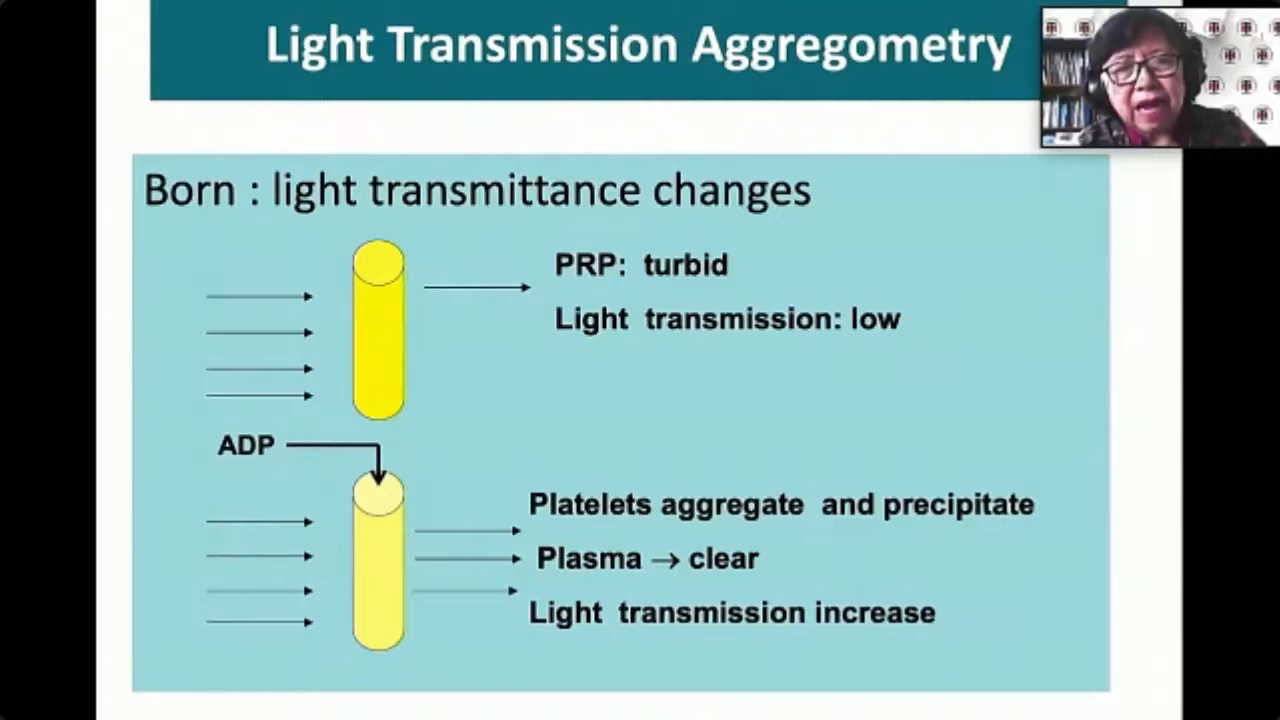 Light Transmission Aggregometry
Born : light transmittance changes
PRP: turbid
Light transmission: low
ADP
Platelets aggregate and precipitate
Plasma → clear
Light transmission increase